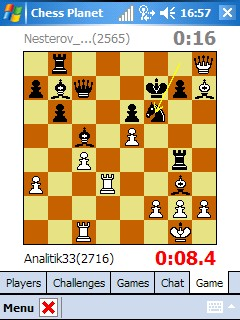 Chess Planet 16:57
Nesterov_...(2565) 0:16
Analitik33(2716) 0:08.4
Players Challenges Games Chat Game
Menu